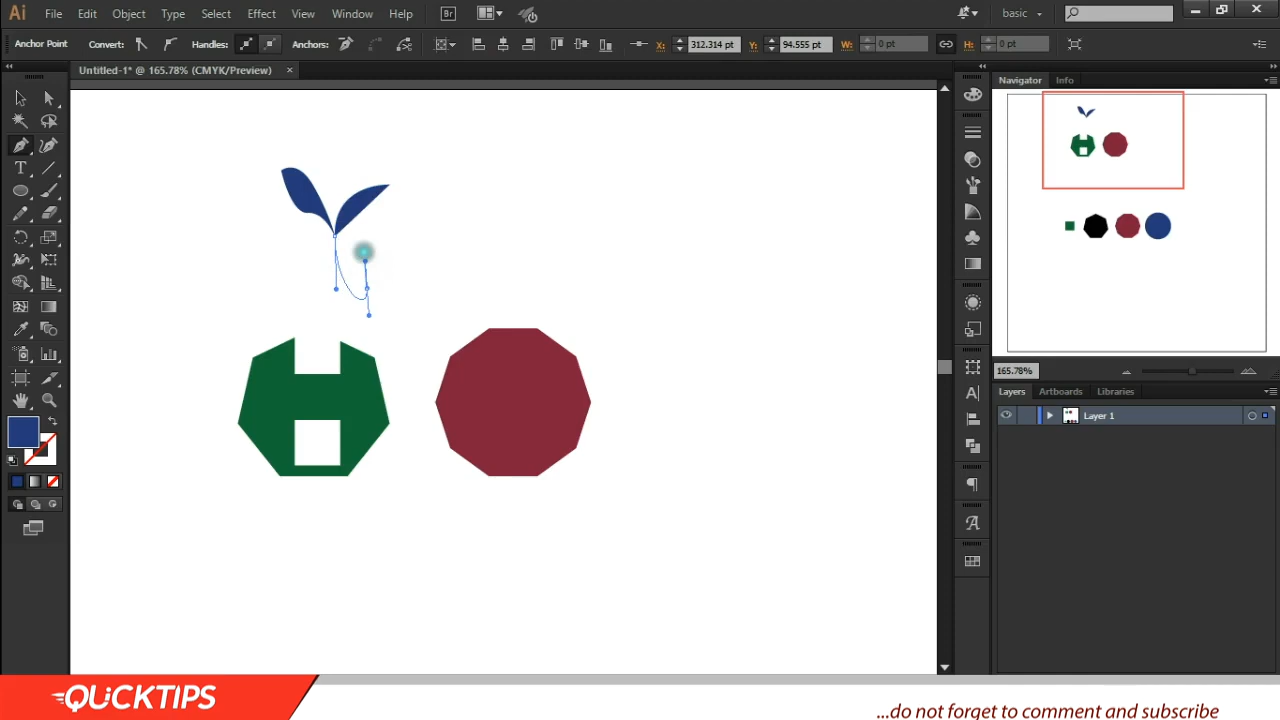 Ai File Edit Object Type Select Effect View Window Help Br basic
Anchor Point Convert: Handles: Anchors: X: 312.314 pt Y: 94.555 pt W: 0 pt H: 0 pt
Untitled-1* @ 165.78% (CMYK/Preview) ×
Navigator Info
165.78%
Layers Artboards Libraries
Layer 1
QUICKTIPS
...do not forget to comment and subscribe